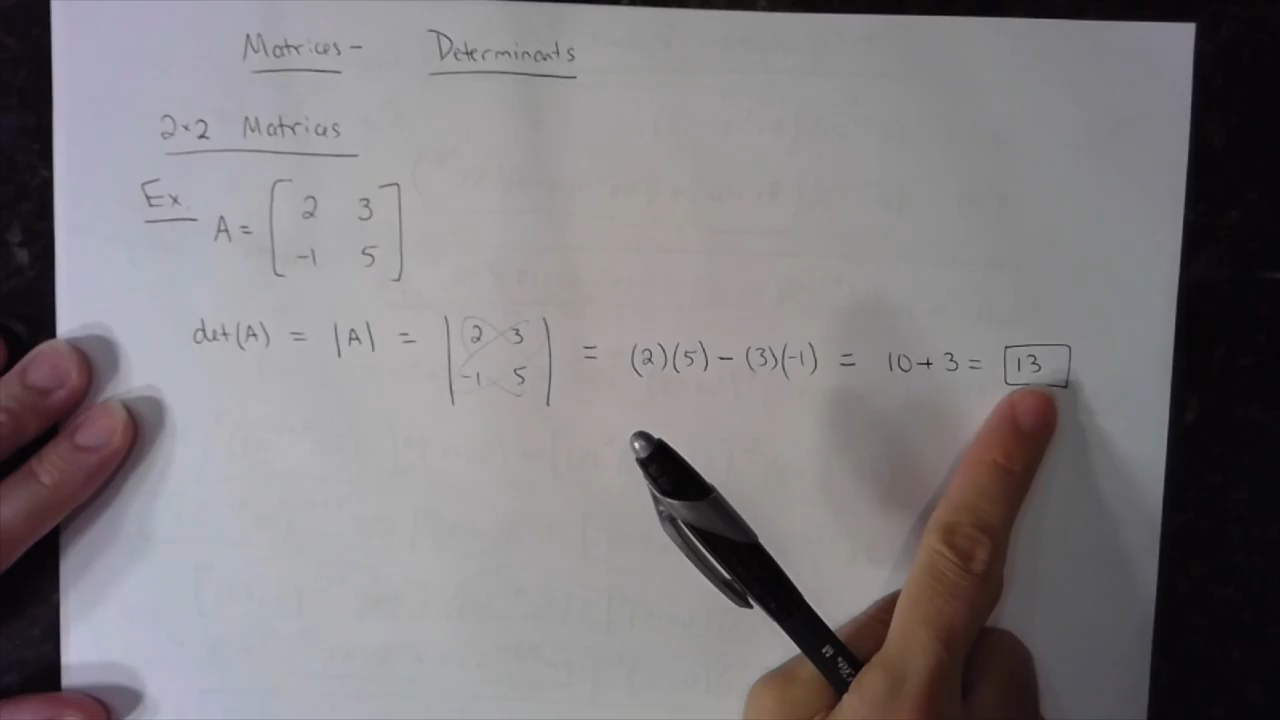 Matrices - Determinants
2×2 Matrices
Ex. A = [ 2 3
-1 5 ]
det(A) = |A| = | 2 3 | = (2)(5) - (3)(-1) = 10 + 3 = 13
-1 5